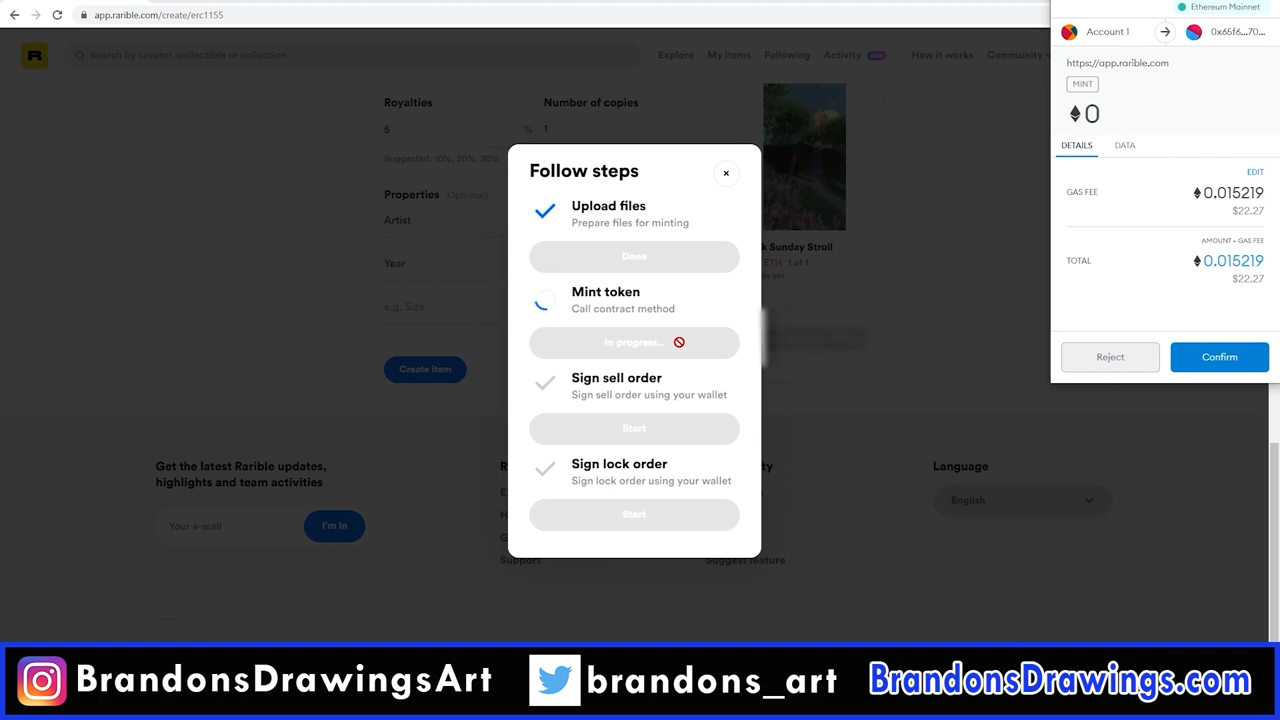 app.rarible.com/create/erc1155
Ethereum Mainnet
Search by creator, collectible or collection
Explore
My items
Following
Activity
How it works
Community
Account 1
0x65f6...70...
https://app.rarible.com
MINT
0
DETAILS
DATA
EDIT
GAS FEE
0.015219
$22.27
AMOUNT + GAS FEE
TOTAL
0.015219
$22.27
Reject
Confirm
Royalties
Number of copies
5
%
1
Suggested: 10%, 20%, 30%
Properties (Optional)
Artist
Year
e.g. Size
Create item
k Sunday Stroll
ETH 1 of 1
Follow steps
×
Upload files
Prepare files for minting
Done
Mint token
Call contract method
In progress..
Sign sell order
Sign sell order using your wallet
Start
Sign lock order
Sign lock order using your wallet
Start
Get the latest Rarible updates,
highlights and team activities
Your e-mail
I'm in
Support
Suggest feature
Language
English
BrandonsDrawingsArt
brandons_art
BrandonsDrawings.com